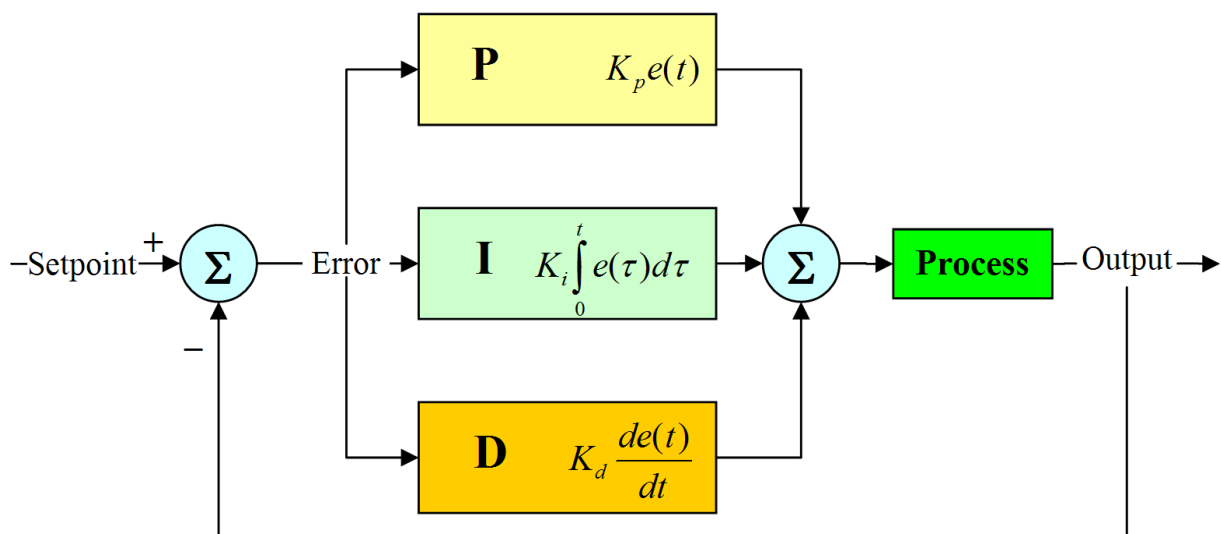 P K_p e(t)
Setpoint + Σ Error I K_i ∫_0^t e(τ)dτ Σ Process Output
−
D K_d de(t)/dt